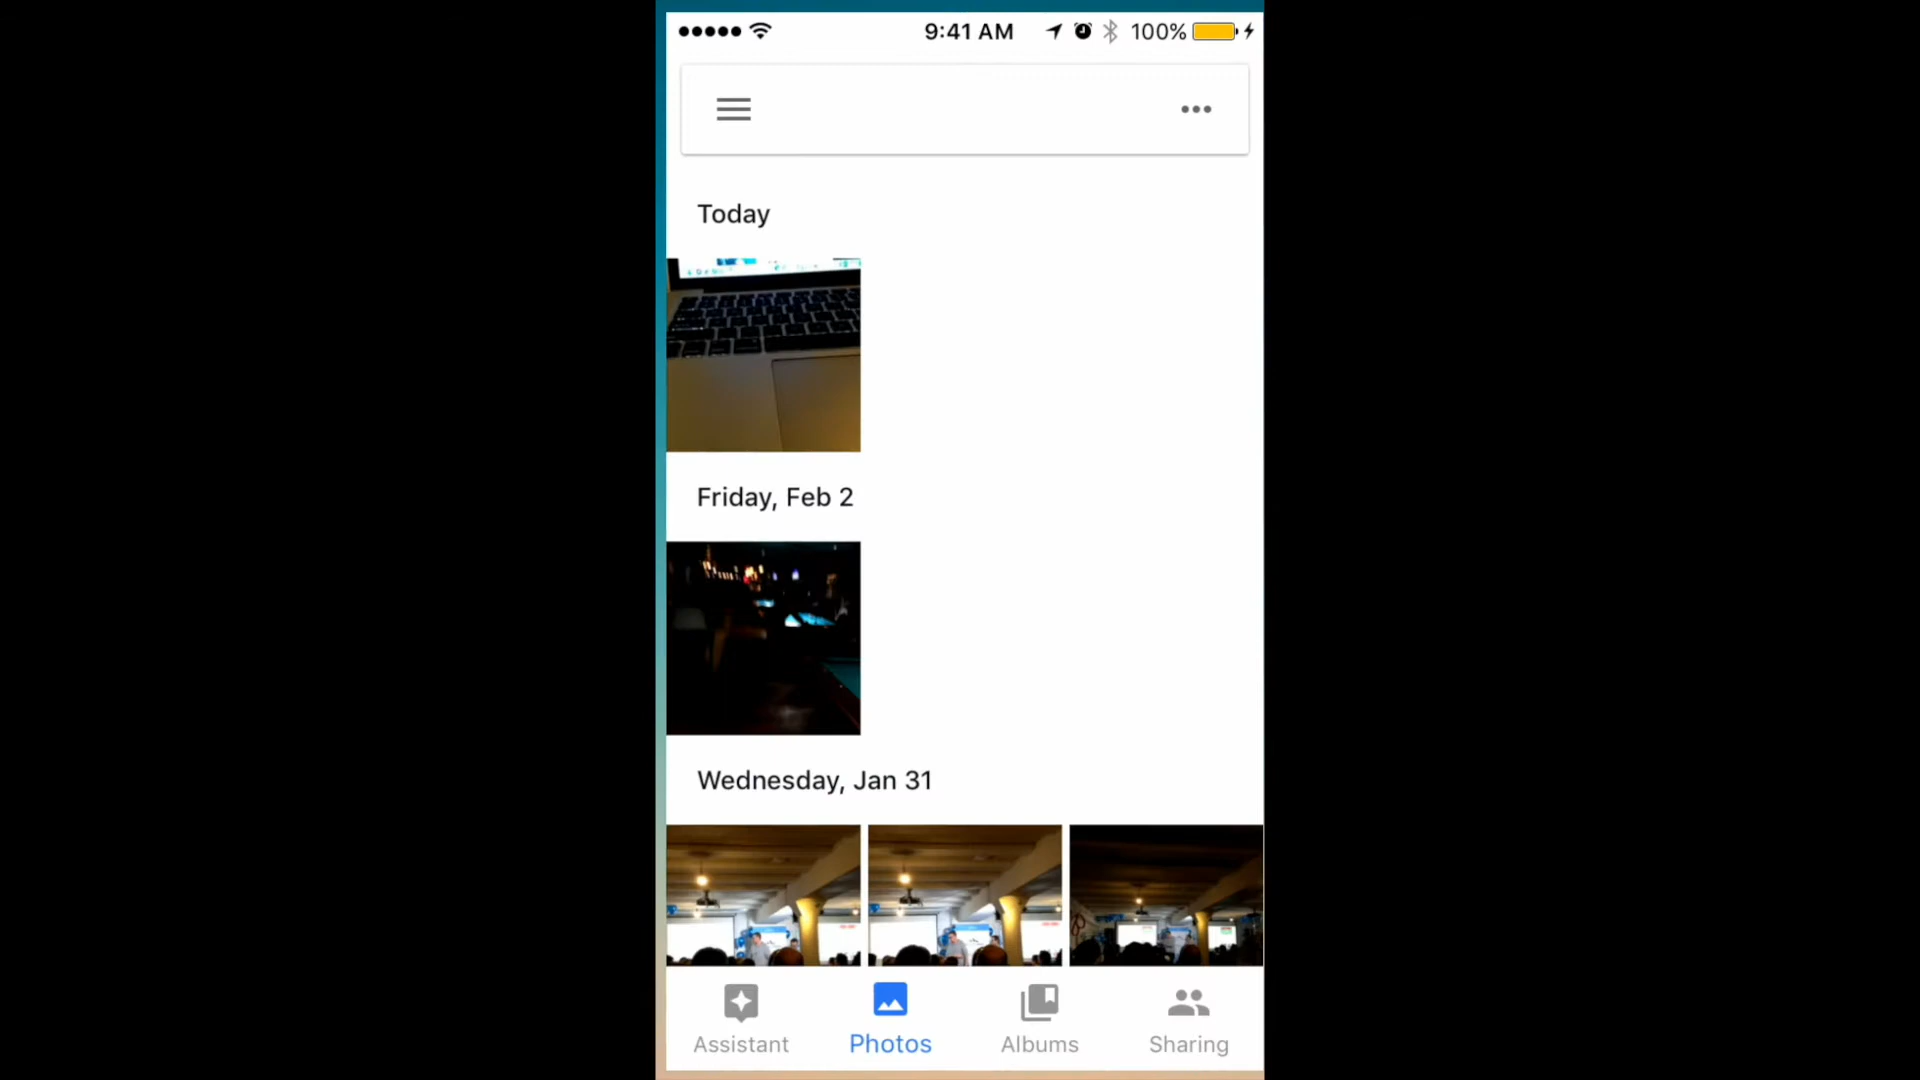 9:41 AM 100%
Today
Friday, Feb 2
Wednesday, Jan 31
Assistant Photos Albums Sharing